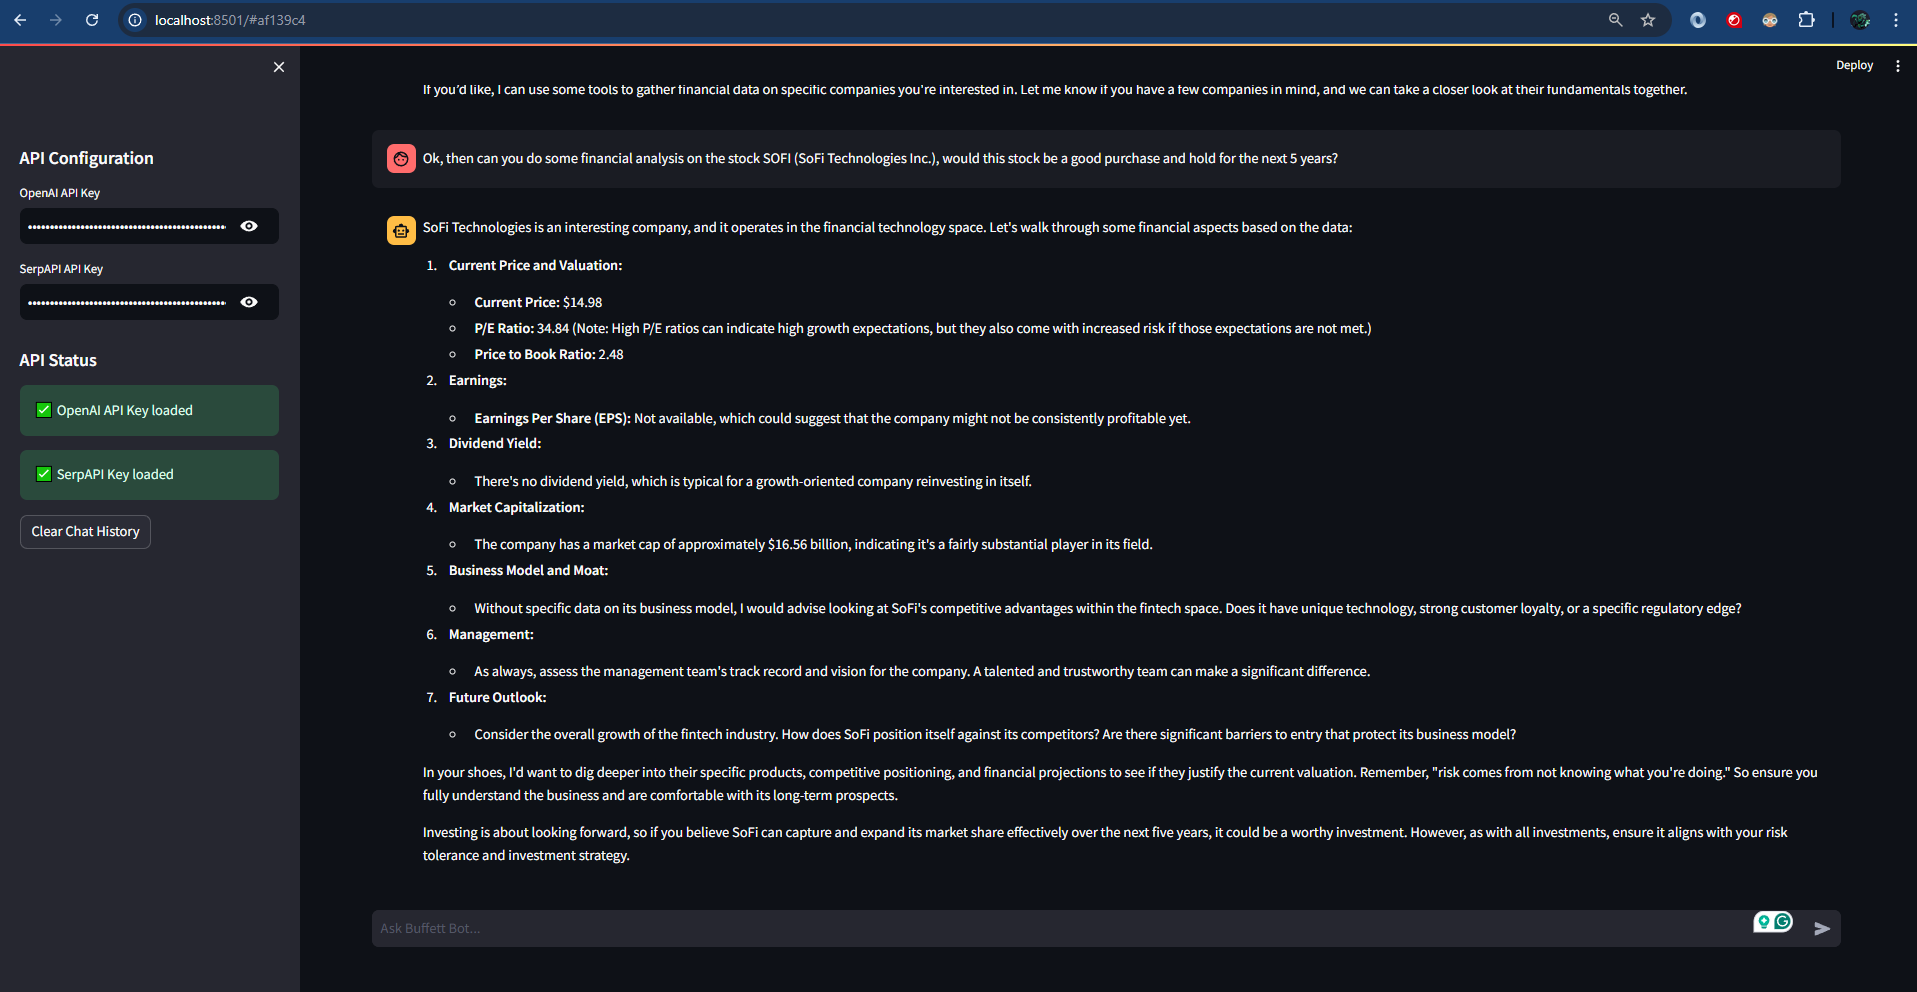 localhost:8501/#af139c4
Deploy
If you'd like, I can use some tools to gather financial data on specific companies you're interested in. Let me know if you have a few companies in mind, and we can take a closer look at their fundamentals together.
API Configuration
OpenAI API Key
SerpAPI API Key
API Status
OpenAI API Key loaded
SerpAPI Key loaded
Clear Chat History
Ok, then can you do some financial analysis on the stock SOFI (SoFi Technologies Inc.), would this stock be a good purchase and hold for the next 5 years?
SoFi Technologies is an interesting company, and it operates in the financial technology space. Let's walk through some financial aspects based on the data:
1. Current Price and Valuation:
Current Price: $14.98
P/E Ratio: 34.84 (Note: High P/E ratios can indicate high growth expectations, but they also come with increased risk if those expectations are not met.)
Price to Book Ratio: 2.48
2. Earnings:
Earnings Per Share (EPS): Not available, which could suggest that the company might not be consistently profitable yet.
3. Dividend Yield:
There's no dividend yield, which is typical for a growth-oriented company reinvesting in itself.
4. Market Capitalization:
The company has a market cap of approximately $16.56 billion, indicating it's a fairly substantial player in its field.
5. Business Model and Moat:
Without specific data on its business model, I would advise looking at SoFi's competitive advantages within the fintech space. Does it have unique technology, strong customer loyalty, or a specific regulatory edge?
6. Management:
As always, assess the management team's track record and vision for the company. A talented and trustworthy team can make a significant difference.
7. Future Outlook:
Consider the overall growth of the fintech industry. How does SoFi position itself against its competitors? Are there significant barriers to entry that protect its business model?
In your shoes, I'd want to dig deeper into their specific products, competitive positioning, and financial projections to see if they justify the current valuation. Remember, "risk comes from not knowing what you're doing." So ensure you
fully understand the business and are comfortable with its long-term prospects.
Investing is about looking forward, so if you believe SoFi can capture and expand its market share effectively over the next five years, it could be a worthy investment. However, as with all investments, ensure it aligns with your risk
tolerance and investment strategy.
Ask Buffett Bot...